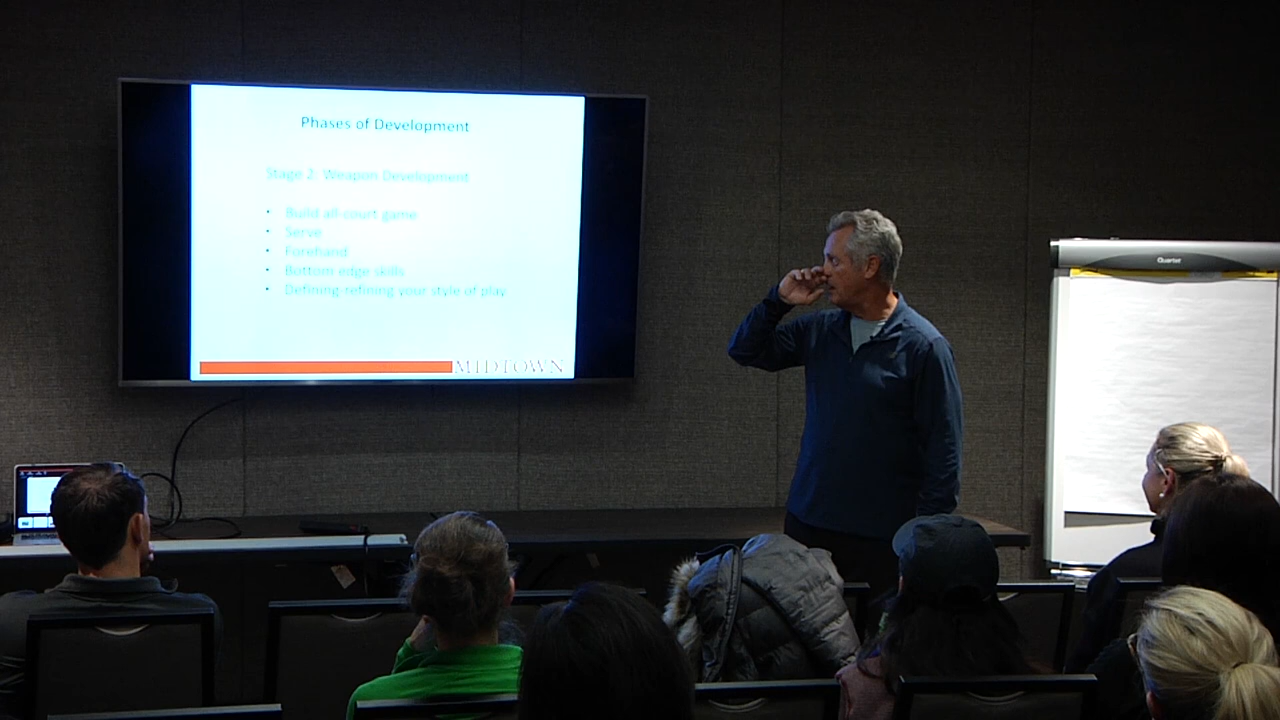 Phases of Development
Stage 2: Weapon Development
• Build all court game
• Serve
• Forehand
• Bottom edge skills
• Defining-refining your style of play
MIDTOWN
Quartet